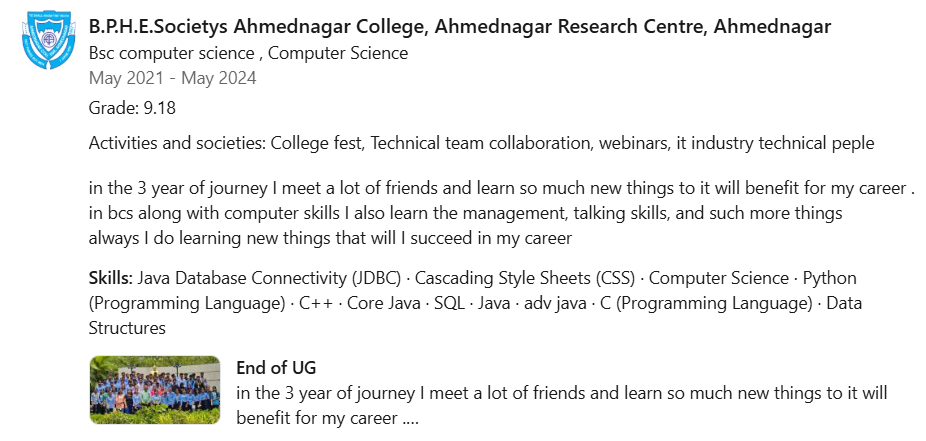 B.P.H.E.Societys Ahmednagar College, Ahmednagar Research Centre, Ahmednagar
Bsc computer science , Computer Science
May 2021 - May 2024
Grade: 9.18
Activities and societies: College fest, Technical team collaboration, webinars, it industry technical peple
in the 3 year of journey I meet a lot of friends and learn so much new things to it will benefit for my career .
in bcs along with computer skills I also learn the management, talking skills, and such more things
always I do learning new things that will I succeed in my career
Skills: Java Database Connectivity (JDBC) · Cascading Style Sheets (CSS) · Computer Science · Python
(Programming Language) · C++ · Core Java · SQL · Java · adv java · C (Programming Language) · Data
Structures
End of UG
in the 3 year of journey I meet a lot of friends and learn so much new things to it will
benefit for my career ....